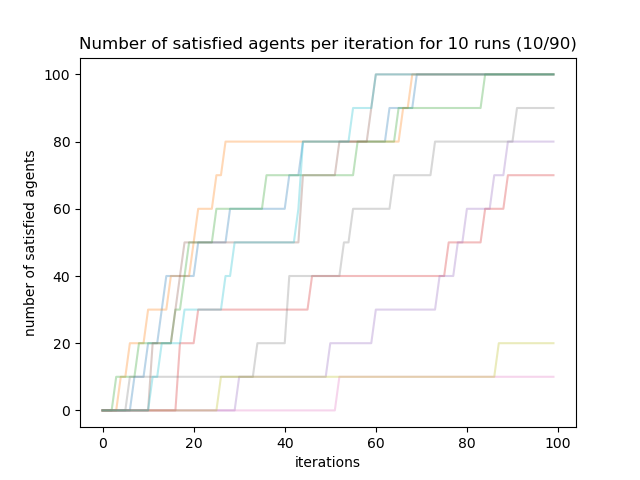 Number of satisfied agents per iteration for 10 runs (10/90)
100
80
60
40
20
0
number of satisfied agents
0 20 40 60 80 100
iterations